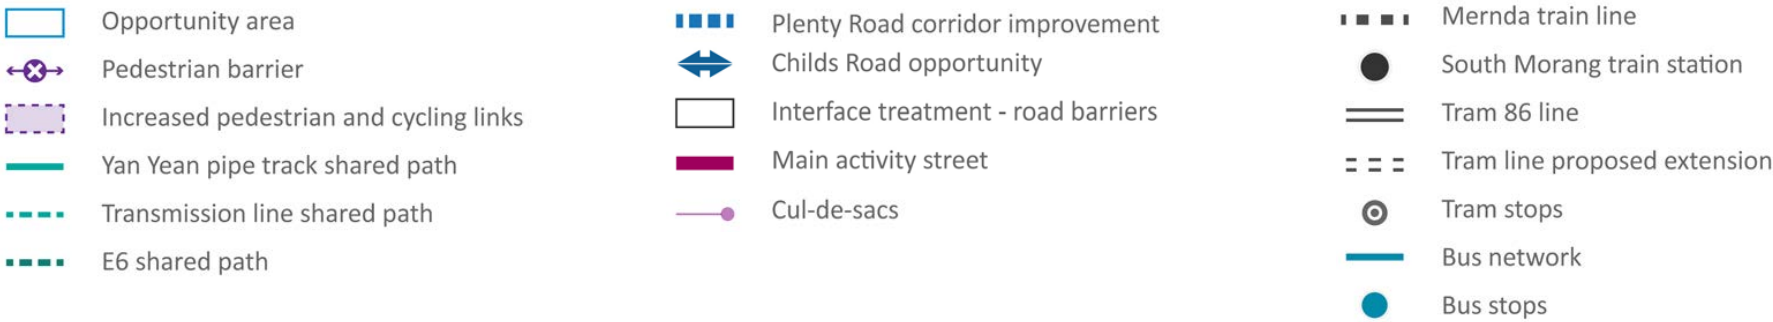 Opportunity area
Pedestrian barrier
Increased pedestrian and cycling links
Yan Yean pipe track shared path
Transmission line shared path
E6 shared path
Plenty Road corridor improvement
Childs Road opportunity
Interface treatment - road barriers
Main activity street
Cul-de-sacs
Mernda train line
South Morang train station
Tram 86 line
Tram line proposed extension
Tram stops
Bus network
Bus stops